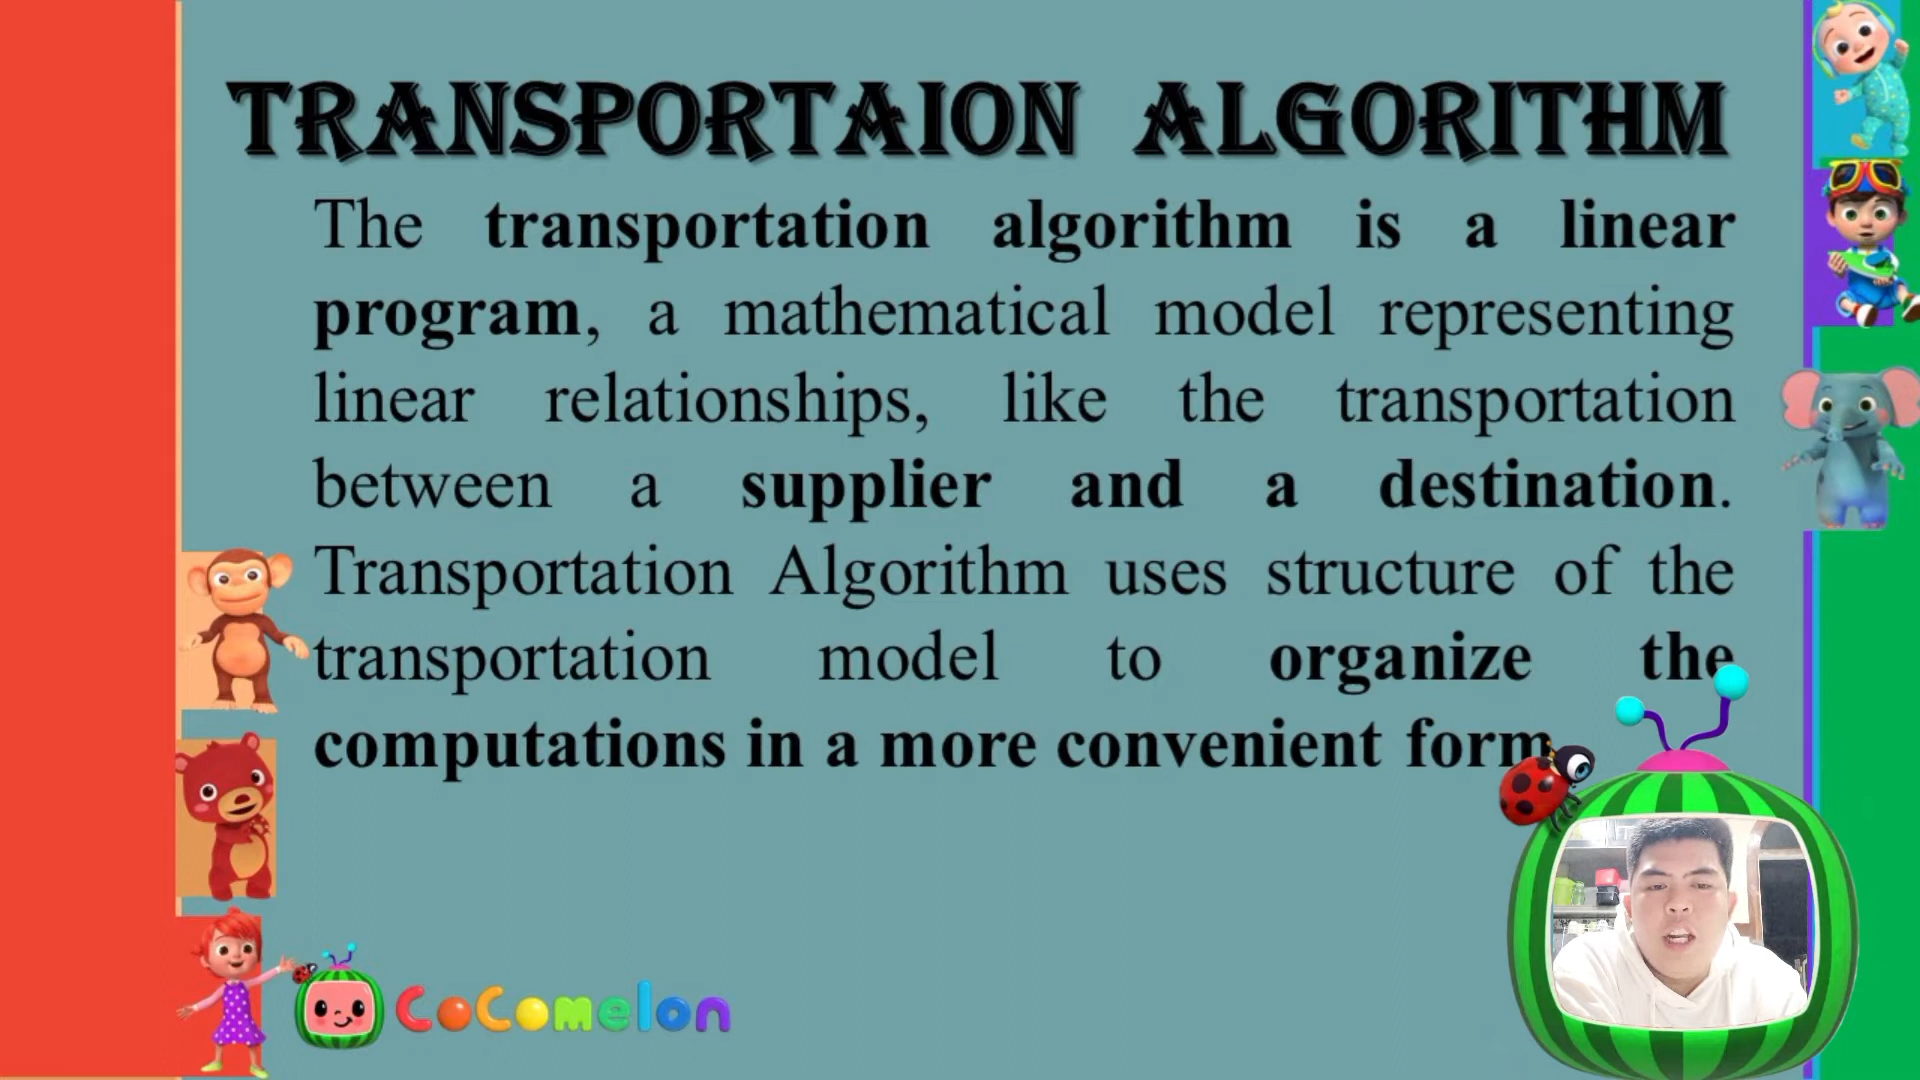 TRANSPORTAION ALGORITHM
The transportation algorithm is a linear
program, a mathematical model representing
linear relationships, like the transportation
between a supplier and a destination.
Transportation Algorithm uses structure of the
transportation model to organize the
computations in a more convenient form
CoComelon